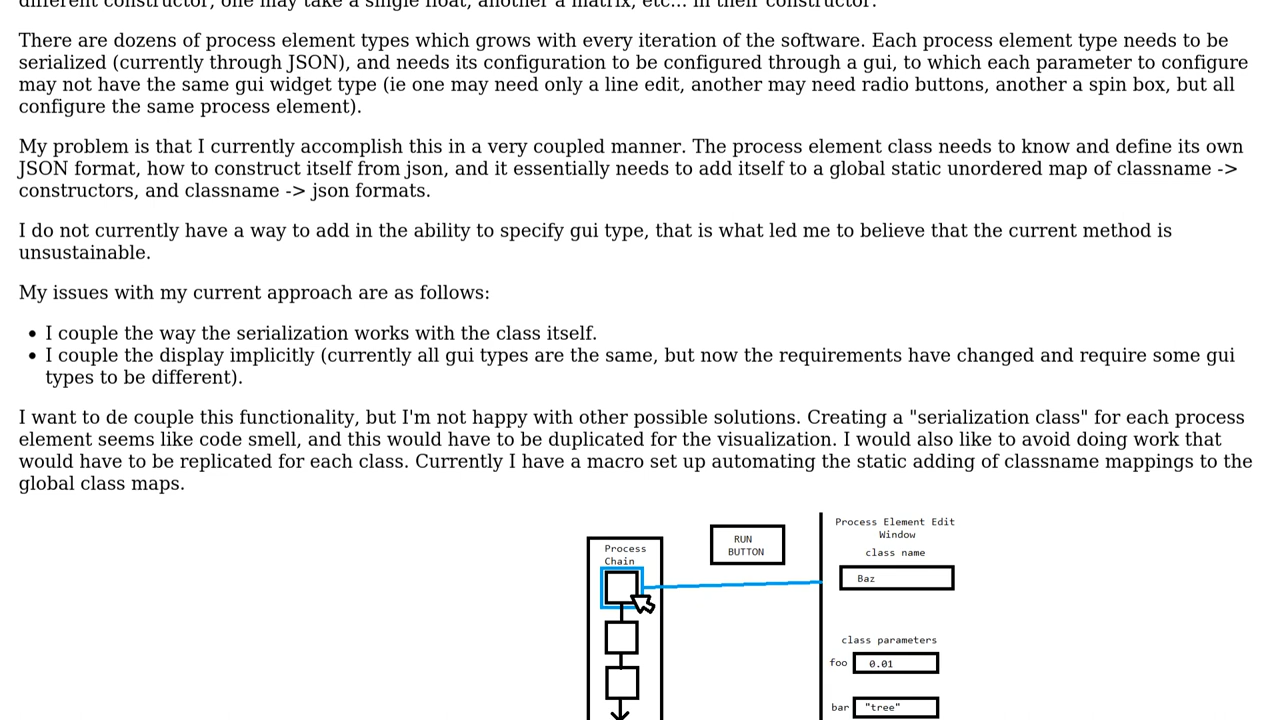 different constructor, one may take a single float, another a matrix, etc... in their constructor.
There are dozens of process element types which grows with every iteration of the software. Each process element type needs to be
serialized (currently through JSON), and needs its configuration to be configured through a gui, to which each parameter to configure
may not have the same gui widget type (ie one may need only a line edit, another may need radio buttons, another a spin box, but all
configure the same process element).
My problem is that I currently accomplish this in a very coupled manner. The process element class needs to know and define its own
JSON format, how to construct itself from json, and it essentially needs to add itself to a global static unordered map of classname ->
constructors, and classname -> json formats.
I do not currently have a way to add in the ability to specify gui type, that is what led me to believe that the current method is
unsustainable.
My issues with my current approach are as follows:
• I couple the way the serialization works with the class itself.
• I couple the display implicitly (currently all gui types are the same, but now the requirements have changed and require some gui
types to be different).
I want to de couple this functionality, but I'm not happy with other possible solutions. Creating a "serialization class" for each process
element seems like code smell, and this would have to be duplicated for the visualization. I would also like to avoid doing work that
would have to be replicated for each class. Currently I have a macro set up automating the static adding of classname mappings to the
global class maps.
Process
Chain
RUN
BUTTON
Process Element Edit
Window
class name
Baz
class parameters
foo 0.01
bar "tree"